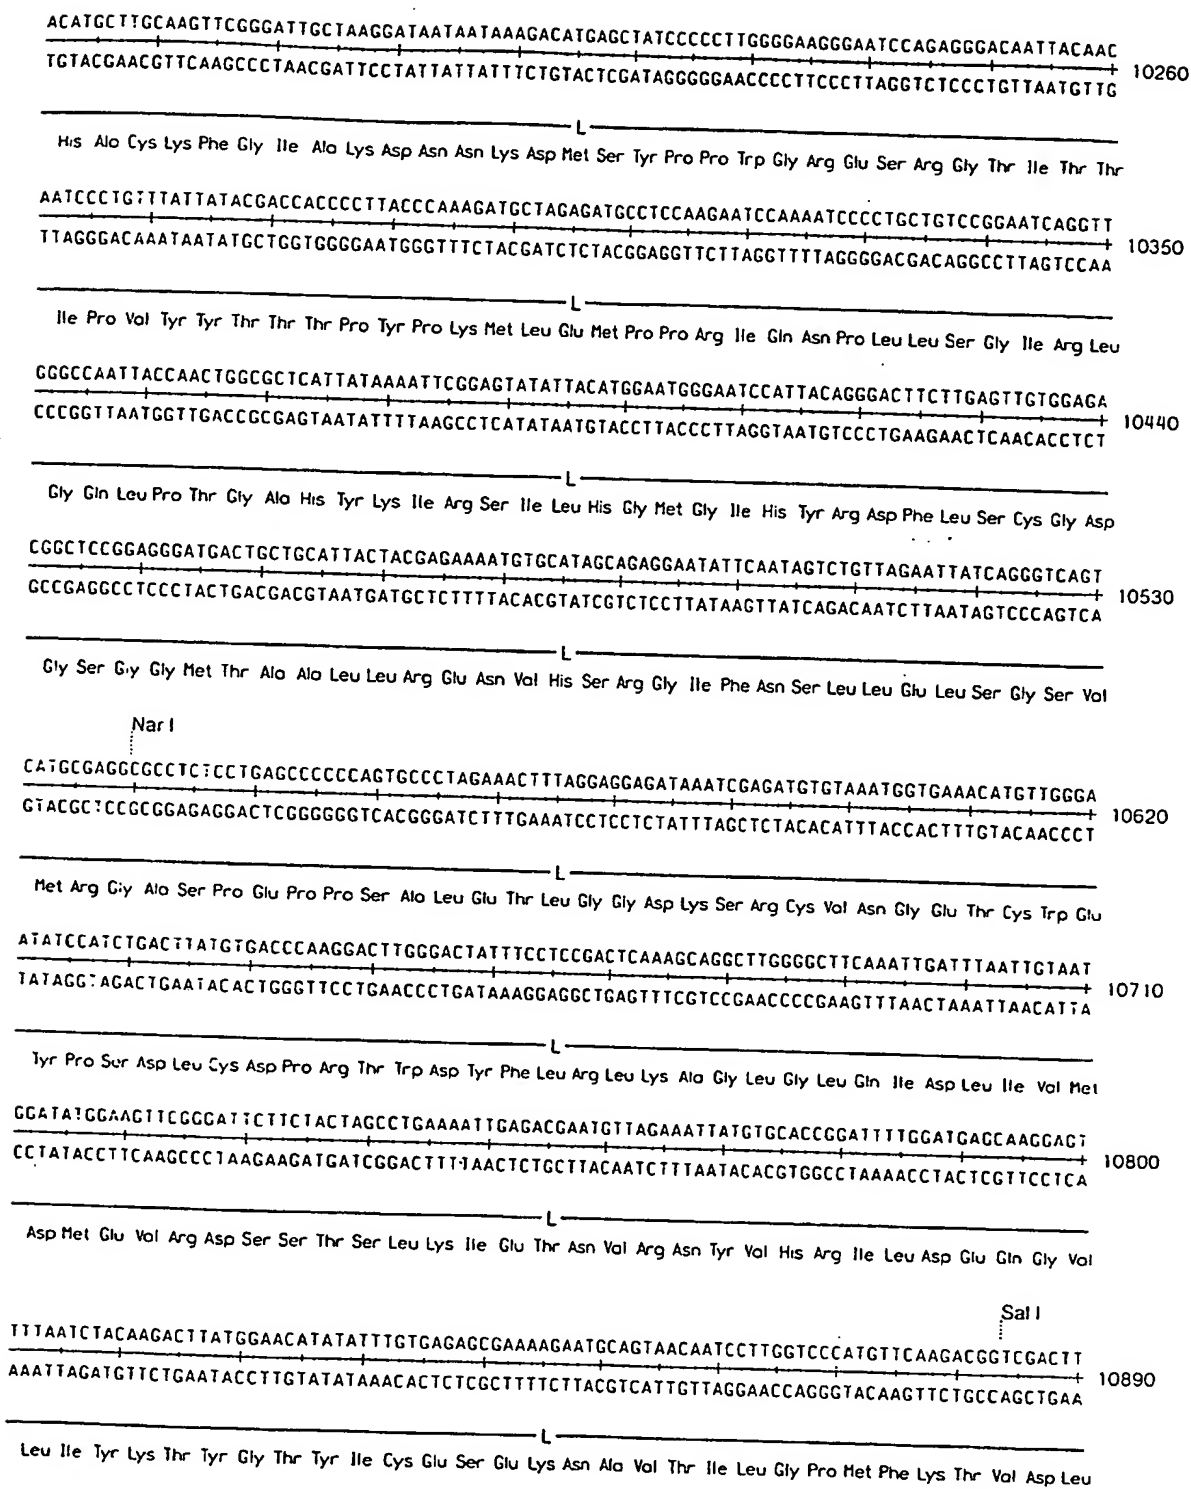 ACATGCTTGCAAGTTCGGGATTGCTAAGGATAATAATAAAGACATGAGCTATCCCCCTTGGGGAAGGGAATCCAGAGGGACAATTACAAC
10260
TGTACGAACGTTCAAGCCCTAACGATTCCTATTATTATTTCTGTACTCGATAGGGGGAACCCCTTCCCTTAGGTCTCCCTGTTAATGTTG
L
His Ala Cys Lys Phe Gly Ile Ala Lys Asp Asn Asn Lys Asp Met Ser Tyr Pro Pro Trp Gly Arg Glu Ser Arg Gly Thr Ile Thr Thr
AATCCCTGTTTATTATACGACCACCCCTTACCCAAAGATGCTAGAGATGCCTCCAAGAATCCAAAATCCCCTGCTGTCCGGAATCAGGTT
10350
TTAGGGACAAATAATATGCTGGTGGGGAATGGGTTTCTACGATCTCTACGGAGGTTCTTAGGTTTTAGGGGACGACAGGCCTTAGTCCAA
L
Ile Pro Val Tyr Tyr Thr Thr Thr Pro Tyr Pro Lys Met Leu Glu Met Pro Pro Arg Ile Gln Asn Pro Leu Leu Ser Gly Ile Arg Leu
GGGCCAATTACCAACTGGCGCTCATTATAAAATTCGGAGTATATTACATGGAATGGGAATCCATTACAGGGACTTCTTGAGTTGTGGAGA
10440
CCCGGTTAATGGTTGACCGCGAGTAATATTTTAAGCCTCATATAATGTACCTTACCCTTAGGTAATGTCCCTGAAGAACTCAACACCTCT
L
Gly Gln Leu Pro Thr Gly Ala His Tyr Lys Ile Arg Ser Ile Leu His Gly Met Gly Ile His Tyr Arg Asp Phe Leu Ser Cys Gly Asp
CGGCTCCGGAGGGATGACTGCTGCATTACTACGAGAAAATGTGCATAGCAGAGGAATATTCAATAGTCTGTTAGAATTATCAGGGTCAGT
10530
GCCGAGGCCTCCCTACTGACGACGTAATGATGCTCTTTTACACGTATCGTCTCCTTATAAGTTATCAGACAATCTTAATAGTCCCAGTCA
L
Gly Ser Gly Gly Met Thr Ala Ala Leu Leu Arg Glu Asn Val His Ser Arg Gly Ile Phe Asn Ser Leu Leu Glu Leu Ser Gly Ser Val
Nar I
CATGCGAGGCGCCTCTCCTGAGCCCCCCAGTGCCCTAGAAACTTTAGGAGGAGATAAATCGAGATGTGTAAATGGTGAAACATGTTGGGA
10620
GTACGCTCCGCGGAGAGGACTCGGGGGGTCACGGGATCTTTGAAATCCTCCTCTATTTAGCTCTACACATTTACCACTTTGTACAACCCT
L
Met Arg Gly Ala Ser Pro Glu Pro Pro Ser Ala Leu Glu Thr Leu Gly Gly Asp Lys Ser Arg Cys Val Asn Gly Glu Thr Cys Trp Glu
ATATCCATCTGACTTATGTGACCCAAGGACTTGGGACTATTTCCTCCGACTCAAAGCAGGCTTGGGGCTTCAAATTGATTTAATTGTAAT
10710
TATAGGTAGACTGAATACACTGGGTTCCTGAACCCTGATAAAGGAGGCTGAGTTTCGTCCGAACCCCGAAGTTTAACTAAATTAACATTA
L
Tyr Pro Ser Asp Leu Cys Asp Pro Arg Thr Trp Asp Tyr Phe Leu Arg Leu Lys Ala Gly Leu Gly Leu Gln Ile Asp Leu Ile Val Met
GGATATGGAAGTTCGGGATTCTTCTACTAGCCTGAAAATTGAGACGAATGTTAGAAATTATGTGCACCGGATTTTGGATGAGCAAGGAGT
10800
CCTATACCTTCAAGCCCTAAGAAGATGATCGGACTTTTAACTCTGCTTACAATCTTTAATACACGTGGCCTAAAACCTACTCGTTCCTCA
L
Asp Met Glu Val Arg Asp Ser Ser Thr Ser Leu Lys Ile Glu Thr Asn Val Arg Asn Tyr Val His Arg Ile Leu Asp Glu Gln Gly Val
Sal I
TTTAATCTACAAGACTTATGGAACATATATTTGTGAGAGCGAAAAGAATGCAGTAACAATCCTTGGTCCCATGTTCAAGACGGTCGACTT
10890
AAATTAGATGTTCTGAATACCTTGTATATAAACACTCTCGCTTTTCTTACGTCATTGTTAGGAACCAGGGTACAAGTTCTGCCAGCTGAA
L
Leu Ile Tyr Lys Thr Tyr Gly Thr Tyr Ile Cys Glu Ser Glu Lys Asn Ala Val Thr Ile Leu Gly Pro Met Phe Lys Thr Val Asp Leu